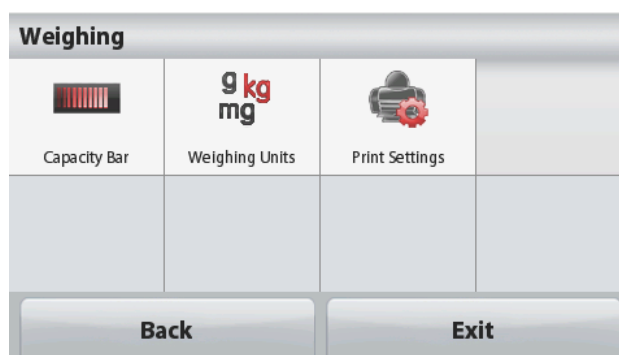 Weighing
g kg
mg
Capacity Bar
Weighing Units
Print Settings
Back
Exit